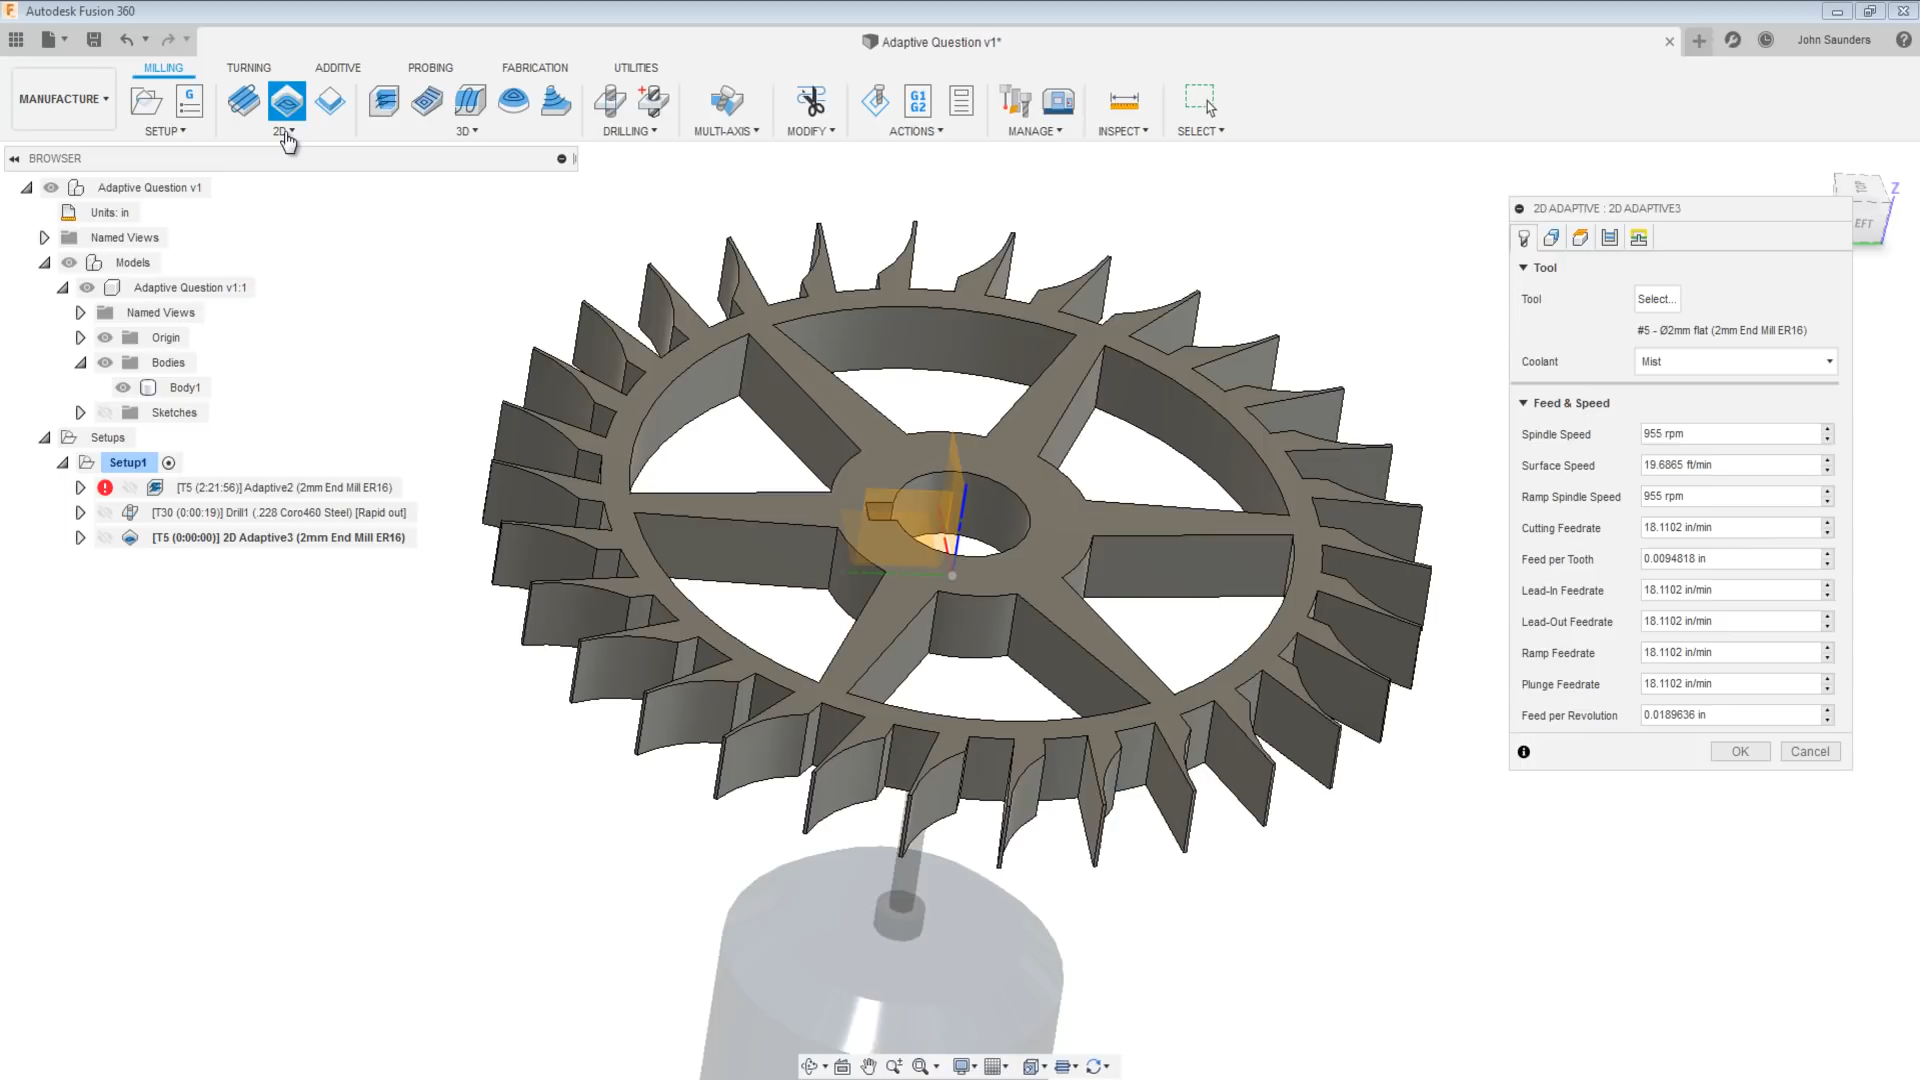 Autodesk Fusion 360
Adaptive Question v1*
John Saunders
MANUFACTURE
MILLING TURNING ADDITIVE PROBING FABRICATION UTILITIES
G
G1
G2
SETUP 2D 3D DRILLING MULTI-AXIS MODIFY ACTIONS MANAGE INSPECT SELECT
BROWSER
Adaptive Question v1
Units: in
Named Views
Models
Adaptive Question v1:1
Named Views
Origin
Bodies
Body1
Sketches
Setups
Setup1
[T5 (2:21:56)] Adaptive2 (2mm End Mill ER16)
[T30 (0:00:19)] Drill1 (.228 Coro460 Steel) [Rapid out]
[T5 (0:00:00)] 2D Adaptive3 (2mm End Mill ER16)
TOP
Z
EFT
2D ADAPTIVE : 2D ADAPTIVE3
Tool
Tool Select...
#5 - Ø2mm flat (2mm End Mill ER16)
Coolant Mist
Feed & Speed
Spindle Speed 955 rpm
Surface Speed 19.6865 ft/min
Ramp Spindle Speed 955 rpm
Cutting Feedrate 18.1102 in/min
Feed per Tooth 0.0094818 in
Lead-In Feedrate 18.1102 in/min
Lead-Out Feedrate 18.1102 in/min
Ramp Feedrate 18.1102 in/min
Plunge Feedrate 18.1102 in/min
Feed per Revolution 0.0189636 in
OK Cancel